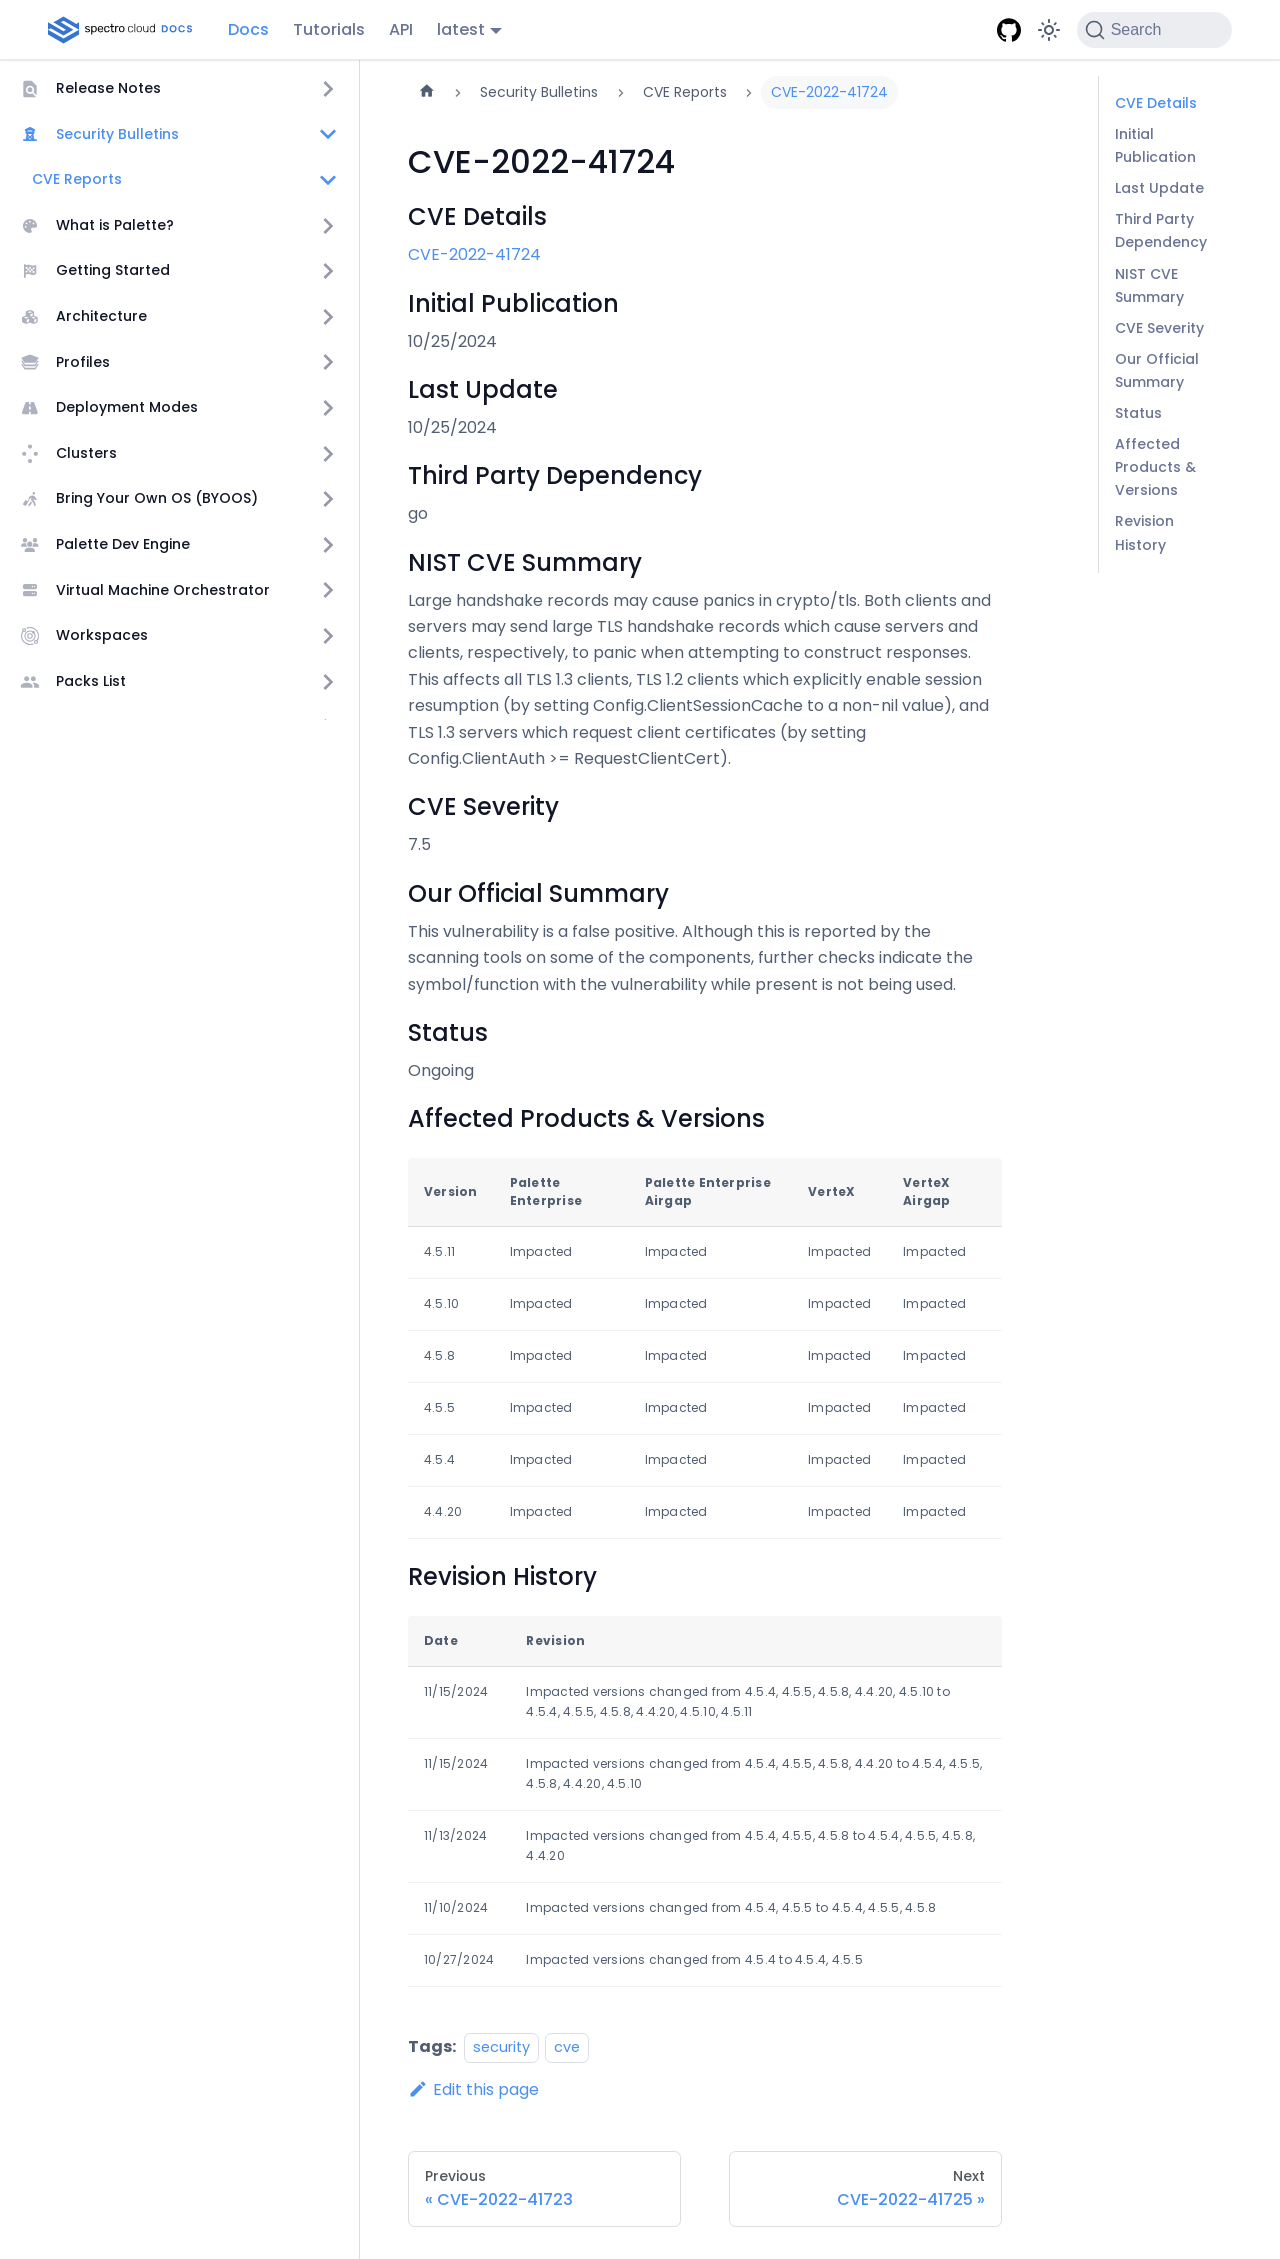 spectro cloud DOCS
Docs
Tutorials
API
latest
Search
Release Notes
Security Bulletins
CVE Reports
What is Palette?
Getting Started
Architecture
Profiles
Deployment Modes
Clusters
Bring Your Own OS (BYOOS)
Palette Dev Engine
Virtual Machine Orchestrator
Workspaces
Packs List
Security Bulletins
CVE Reports
CVE-2022-41724
CVE-2022-41724
CVE Details
CVE-2022-41724
Initial Publication
10/25/2024
Last Update
10/25/2024
Third Party Dependency
go
NIST CVE Summary
Large handshake records may cause panics in crypto/tls. Both clients and
servers may send large TLS handshake records which cause servers and
clients, respectively, to panic when attempting to construct responses.
This affects all TLS 1.3 clients, TLS 1.2 clients which explicitly enable session
resumption (by setting Config.ClientSessionCache to a non-nil value), and
TLS 1.3 servers which request client certificates (by setting
Config.ClientAuth >= RequestClientCert).
CVE Severity
7.5
Our Official Summary
This vulnerability is a false positive. Although this is reported by the
scanning tools on some of the components, further checks indicate the
symbol/function with the vulnerability while present is not being used.
Status
Ongoing
Affected Products & Versions
Version Palette Enterprise Palette Enterprise Airgap VerteX VerteX Airgap
4.5.11 Impacted Impacted Impacted Impacted
4.5.10 Impacted Impacted Impacted Impacted
4.5.8 Impacted Impacted Impacted Impacted
4.5.5 Impacted Impacted Impacted Impacted
4.5.4 Impacted Impacted Impacted Impacted
4.4.20 Impacted Impacted Impacted Impacted
Revision History
Date Revision
11/15/2024 Impacted versions changed from 4.5.4, 4.5.5, 4.5.8, 4.4.20, 4.5.10 to
4.5.4, 4.5.5, 4.5.8, 4.4.20, 4.5.10, 4.5.11
11/15/2024 Impacted versions changed from 4.5.4, 4.5.5, 4.5.8, 4.4.20 to 4.5.4, 4.5.5,
4.5.8, 4.4.20, 4.5.10
11/13/2024 Impacted versions changed from 4.5.4, 4.5.5, 4.5.8 to 4.5.4, 4.5.5, 4.5.8,
4.4.20
11/10/2024 Impacted versions changed from 4.5.4, 4.5.5 to 4.5.4, 4.5.5, 4.5.8
10/27/2024 Impacted versions changed from 4.5.4 to 4.5.4, 4.5.5
Tags: security cve
Edit this page
Previous
« CVE-2022-41723
Next
CVE-2022-41725 »
CVE Details
Initial
Publication
Last Update
Third Party
Dependency
NIST CVE
Summary
CVE Severity
Our Official
Summary
Status
Affected
Products &
Versions
Revision
History